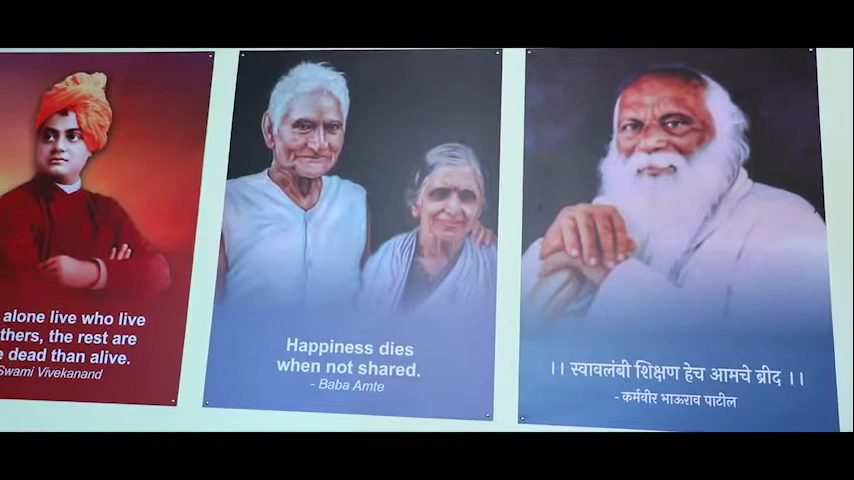 alone live who live
thers, the rest are
e dead than alive.
Swami Vivekanand
Happiness dies
when not shared.
- Baba Amte
।। स्वावलंबी शिक्षण हेच आमचे ब्रीद ।।
- कर्मवीर भाऊराव पाटील